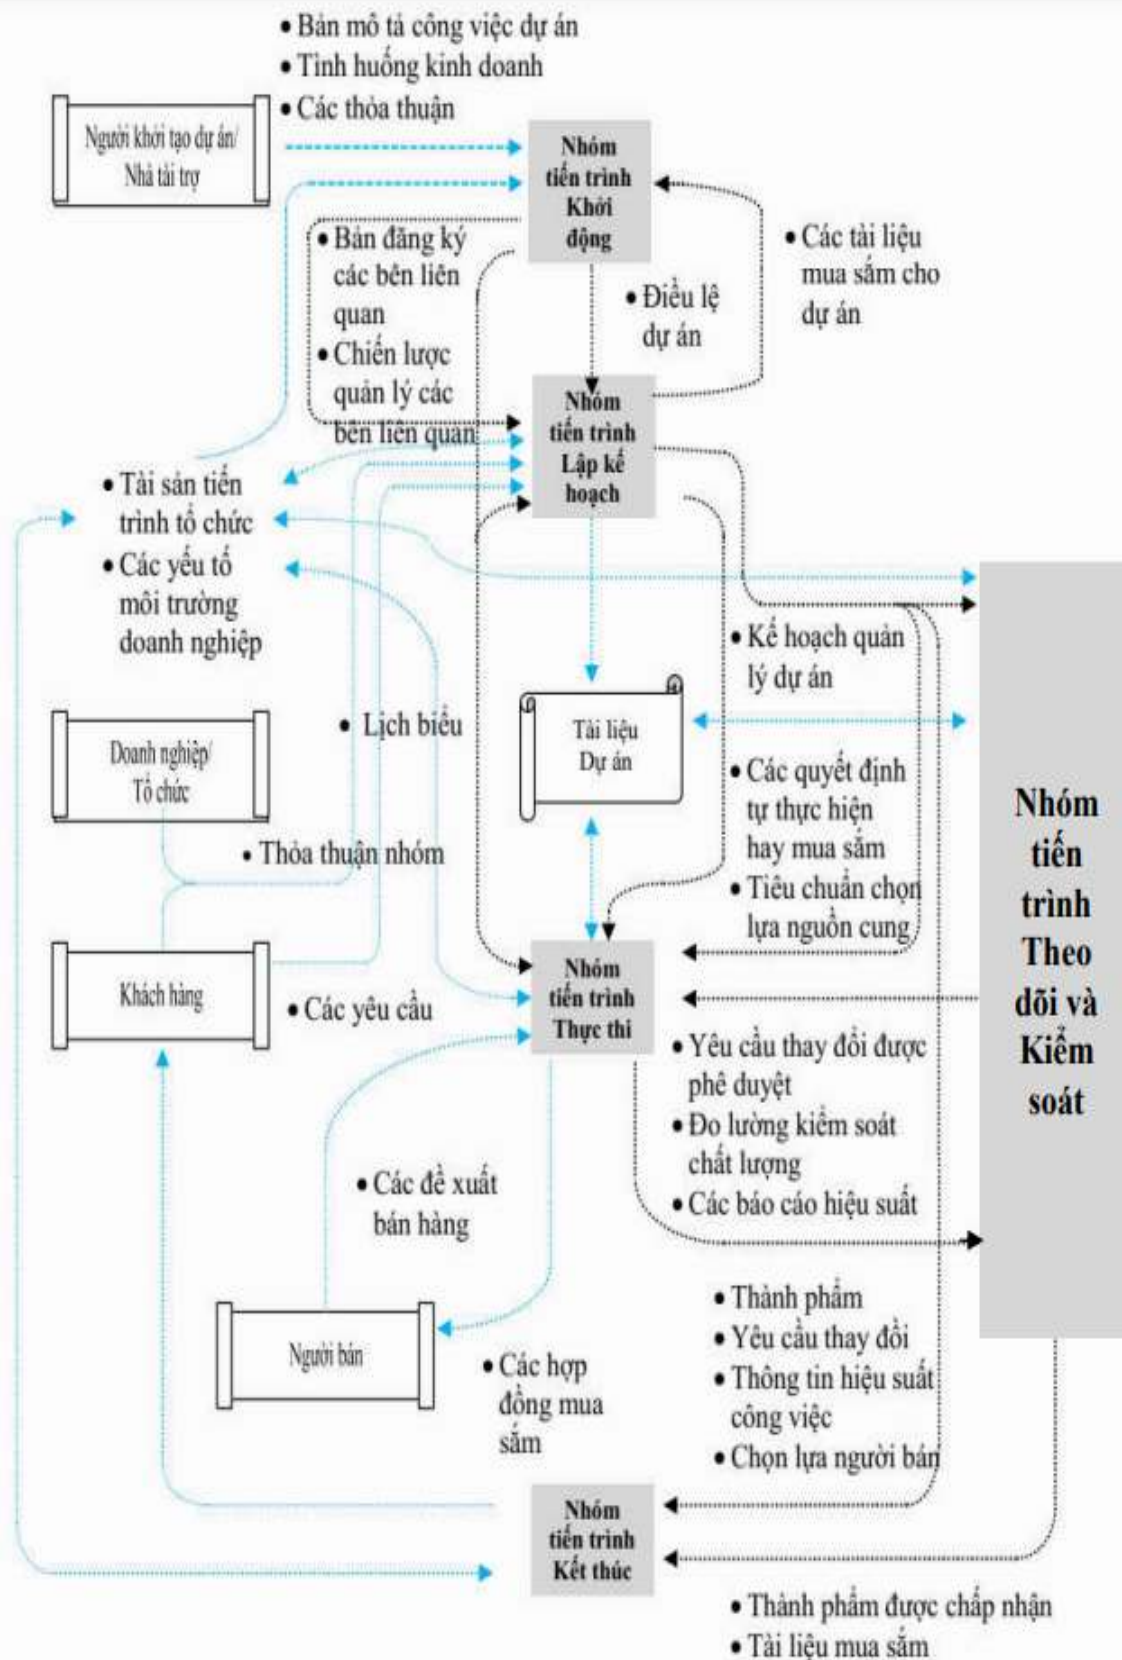 • Bản mô tả công việc dự án
• Tình huống kinh doanh
• Các thỏa thuận
Người khởi tạo dự án/
Nhà tài trợ
Nhóm
tiến trình
Khởi
động
• Bản đăng ký
các bên liên
quan
• Chiến lược
quản lý các
bên liên quan
• Điều lệ
dự án
• Các tài liệu
mua sắm cho
dự án
Nhóm
tiến trình
Lập kế
hoạch
• Tài sản tiến
trình tổ chức
• Các yếu tố
môi trường
doanh nghiệp
• Kế hoạch quản
lý dự án
• Lịch biểu
Tài liệu
Dự án
Doanh nghiệp/
Tổ chức
• Các quyết định
tự thực hiện
hay mua sắm
• Tiêu chuẩn chọn
lựa nguồn cung
• Thỏa thuận nhóm
Nhóm
tiến trình
Theo
dõi và
Kiểm
soát
Khách hàng
• Các yêu cầu
Nhóm
tiến trình
Thực thi
• Yêu cầu thay đổi được
phê duyệt
• Đo lường kiểm soát
chất lượng
• Các báo cáo hiệu suất
• Các đề xuất
bán hàng
Người bán
• Các hợp
đồng mua
sắm
• Thành phẩm
• Yêu cầu thay đổi
• Thông tin hiệu suất
công việc
• Chọn lựa người bán
Nhóm
tiến trình
Kết thúc
• Thành phẩm được chấp nhận
• Tài liệu mua sắm